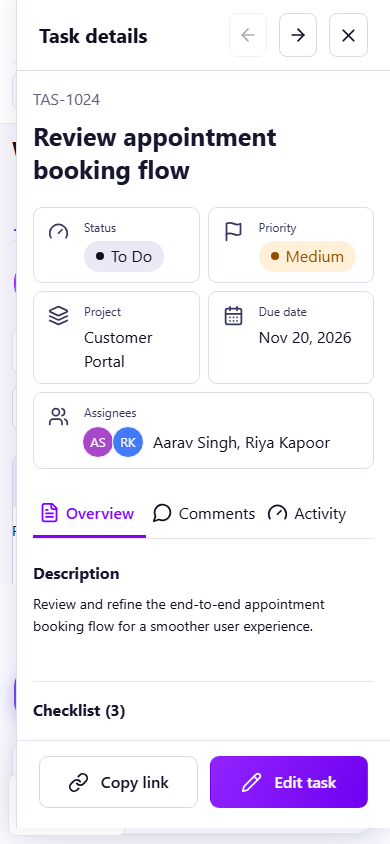 Task details
TAS-1024
Review appointment
booking flow
Status
To Do
Priority
Medium
Project
Customer
Portal
Due date
Nov 20, 2026
Assignees
AS RK Aarav Singh, Riya Kapoor
Overview Comments Activity
Description
Review and refine the end-to-end appointment
booking flow for a smoother user experience.
Checklist (3)
Copy link Edit task